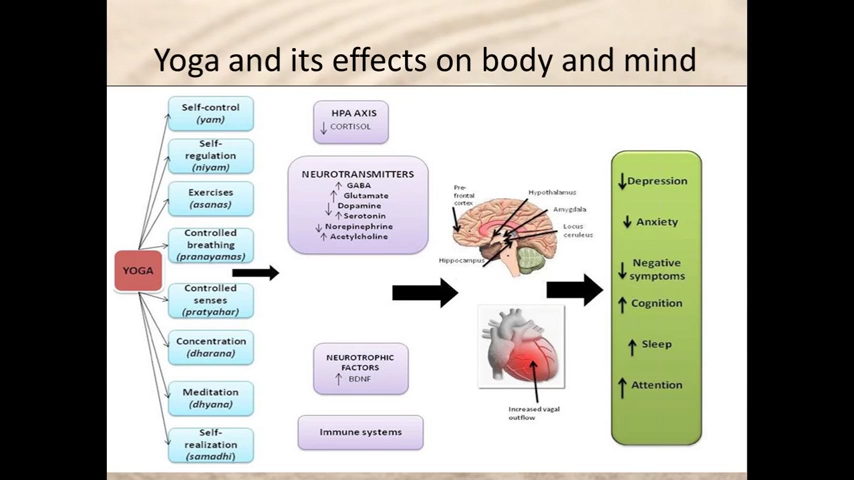 Yoga and its effects on body and mind
YOGA
Self-control
(yam)
Self-
regulation
(niyam)
Exercises
(asanas)
Controlled
breathing
(pranayamas)
Controlled
senses
(pratyahar)
Concentration
(dharana)
Meditation
(dhyana)
Self-
realization
(samadhi)
HPA AXIS
↓ CORTISOL
NEUROTRANSMITTERS
↑ GABA
↑ Glutamate
↓ Dopamine
↑ Serotonin
↓ Norepinephrine
↑ Acetylcholine
NEUROTROPHIC
FACTORS
↑ BDNF
Immune systems
Pre-
frontal
cortex
Hypothalamus
Amygdala
Locus
ceruleus
Hippocampus
Increased vagal
outflow
↓ Depression
↓ Anxiety
↓ Negative
symptoms
↑ Cognition
↑ Sleep
↑ Attention